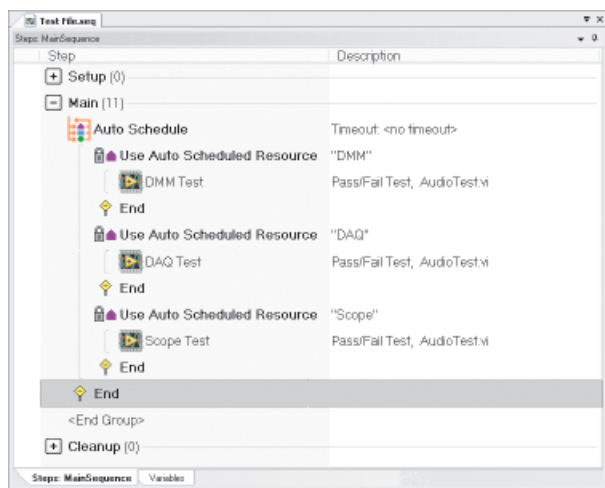 Test File.seq
Steps: MainSequence
Step Description
Setup (0)
Main (11)
Auto Schedule Timeout: <no timeout>
Use Auto Scheduled Resource "DMM"
DMM Test Pass/Fail Test, AudioTest.vi
End
Use Auto Scheduled Resource "DAQ"
DAQ Test Pass/Fail Test, AudioTest.vi
End
Use Auto Scheduled Resource "Scope"
Scope Test Pass/Fail Test, AudioTest.vi
End
End
<End Group>
Cleanup (0)
Steps: MainSequence Variables